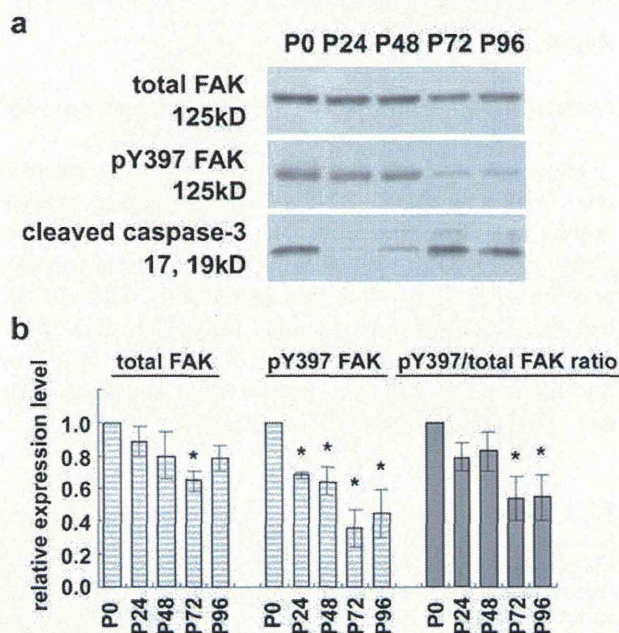 a
P0 P24 P48 P72 P96
total FAK
125kD
pY397 FAK
125kD
cleaved caspase-3
17, 19kD
b
total FAK pY397 FAK pY397/total FAK ratio
relative expression level
1.0
0.8
0.6
0.4
0.2
0.0
*
* * * *
* *
P0 P24 P48 P72 P96 P0 P24 P48 P72 P96 P0 P24 P48 P72 P96